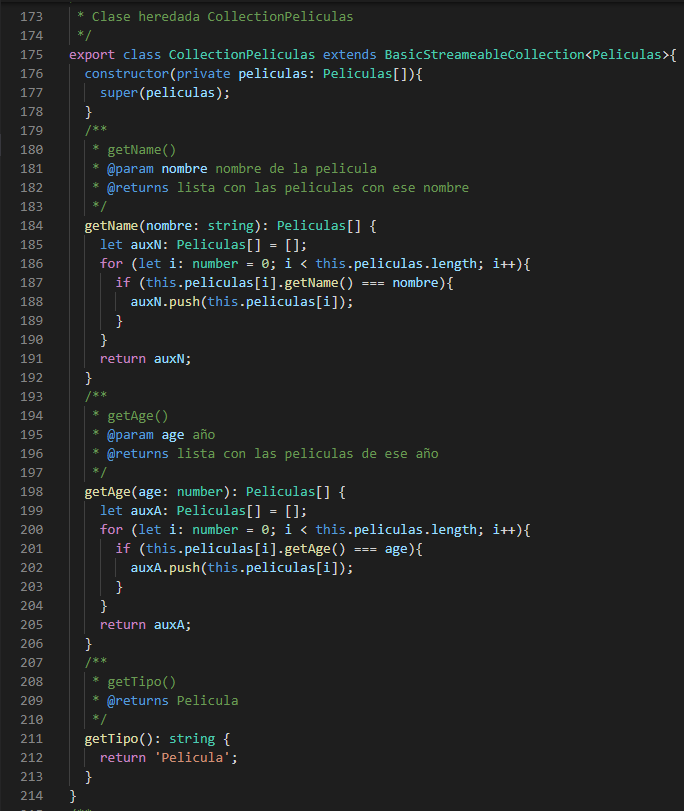 173 * Clase heredada CollectionPeliculas
174 */
175 export class CollectionPeliculas extends BasicStreameableCollection<Peliculas>{
176 constructor(private peliculas: Peliculas[]){
177 super(peliculas);
178 }
179 /**
180 * getName()
181 * @param nombre nombre de la pelicula
182 * @returns lista con las peliculas con ese nombre
183 */
184 getName(nombre: string): Peliculas[] {
185 let auxN: Peliculas[] = [];
186 for (let i: number = 0; i < this.peliculas.length; i++){
187 if (this.peliculas[i].getName() === nombre){
188 auxN.push(this.peliculas[i]);
189 }
190 }
191 return auxN;
192 }
193 /**
194 * getAge()
195 * @param age año
196 * @returns lista con las peliculas de ese año
197 */
198 getAge(age: number): Peliculas[] {
199 let auxA: Peliculas[] = [];
200 for (let i: number = 0; i < this.peliculas.length; i++){
201 if (this.peliculas[i].getAge() === age){
202 auxA.push(this.peliculas[i]);
203 }
204 }
205 return auxA;
206 }
207 /**
208 * getTipo()
209 * @returns Pelicula
210 */
211 getTipo(): string {
212 return 'Pelicula';
213 }
214 }